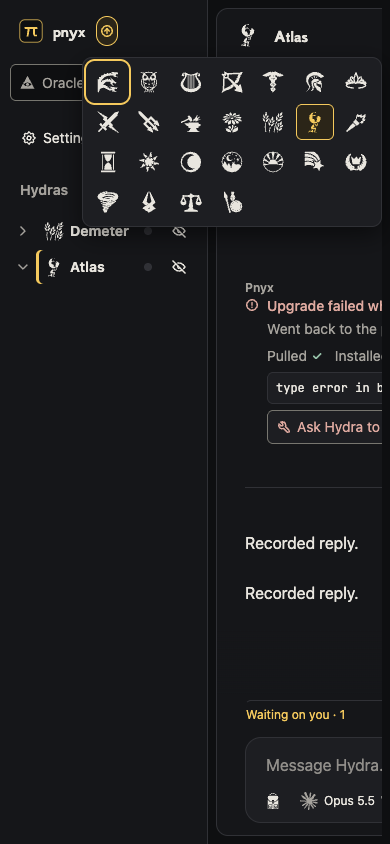 π pnyx
Atlas
Oracle
Settin
Hydras
Demeter
Atlas
Pnyx
Upgrade failed wh
Went back to the
Pulled ✓ Installe
type error in b
Ask Hydra to
Recorded reply.
Recorded reply.
Waiting on you · 1
Message Hydra.
Opus 5.5